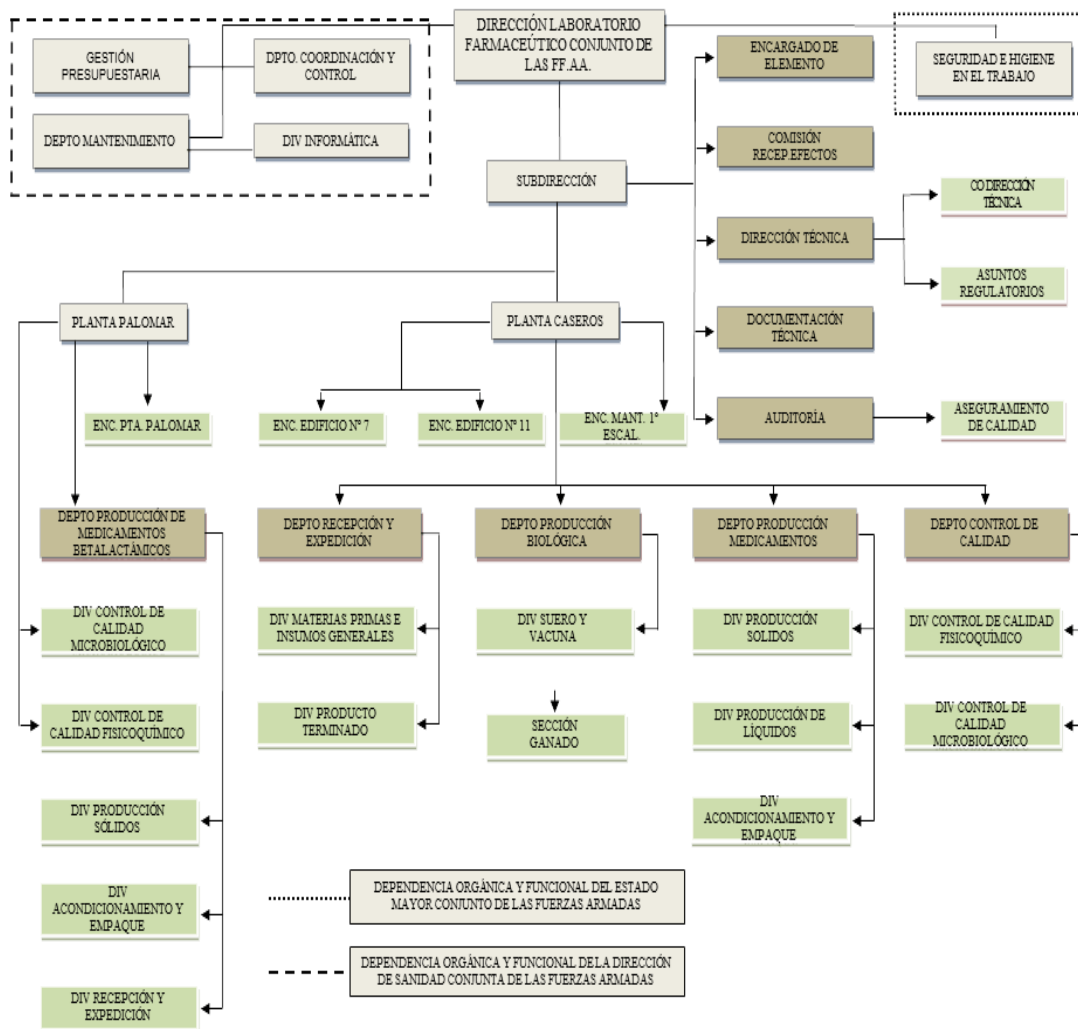 DIRECCIÓN LABORATORIO
FARMACEÚTICO CONJUNTO DE
LAS FF.AA.
GESTIÓN
PRESUPUESTARIA
DPTO. COORDINACIÓN Y
CONTROL
DEPTO MANTENIMIENTO
DIV INFORMÁTICA
ENCARGADO DE
ELEMENTO
SEGURIDAD E HIGIENE
EN EL TRABAJO
COMISIÓN
RECEP.EFECTOS
SUBDIRECCIÓN
CO DIRECCIÓN
TÉCNICA
DIRECCIÓN TÉCNICA
ASUNTOS
REGULATORIOS
PLANTA PALOMAR
PLANTA CASEROS
DOCUMENTACIÓN
TÉCNICA
ENC. PTA. PALOMAR
ENC. EDIFICIO Nº 7
ENC. EDIFICIO Nº 11
ENC. MANT. 1º
ESCAL.
AUDITORÍA
ASEGURAMIENTO
DE CALIDAD
DEPTO PRODUCCIÓN DE
MEDICAMENTOS
BETALACTÁMICOS
DEPTO RECEPCIÓN Y
EXPEDICIÓN
DEPTO PRODUCCIÓN
BIOLÓGICA
DEPTO PRODUCCIÓN
MEDICAMENTOS
DEPTO CONTROL DE
CALIDAD
DIV CONTROL DE
CALIDAD
MICROBIOLÓGICO
DIV MATERIAS PRIMAS E
INSUMOS GENERALES
DIV SUERO Y
VACUNA
DIV PRODUCCIÓN
SOLIDOS
DIV CONTROL DE CALIDAD
FISICOQUÍMICO
DIV CONTROL DE
CALIDAD FISICOQUÍMICO
DIV PRODUCTO
TERMINADO
SECCIÓN
GANADO
DIV PRODUCCIÓN DE
LÍQUIDOS
DIV CONTROL DE
CALIDAD
MICROBIOLÓGICO
DIV PRODUCCIÓN
SÓLIDOS
DIV
ACONDICIONAMIENTO Y
EMPAQUE
DIV
ACONDICIONAMIENTO Y
EMPAQUE
DEPENDENCIA ORGÁNICA Y FUNCIONAL DEL ESTADO
MAYOR CONJUNTO DE LAS FUERZAS ARMADAS
DEPENDENCIA ORGÁNICA Y FUNCIONAL DE LA DIRECCIÓN
DE SANIDAD CONJUNTA DE LAS FUERZAS ARMADAS
DIV RECEPCIÓN Y
EXPEDICIÓN